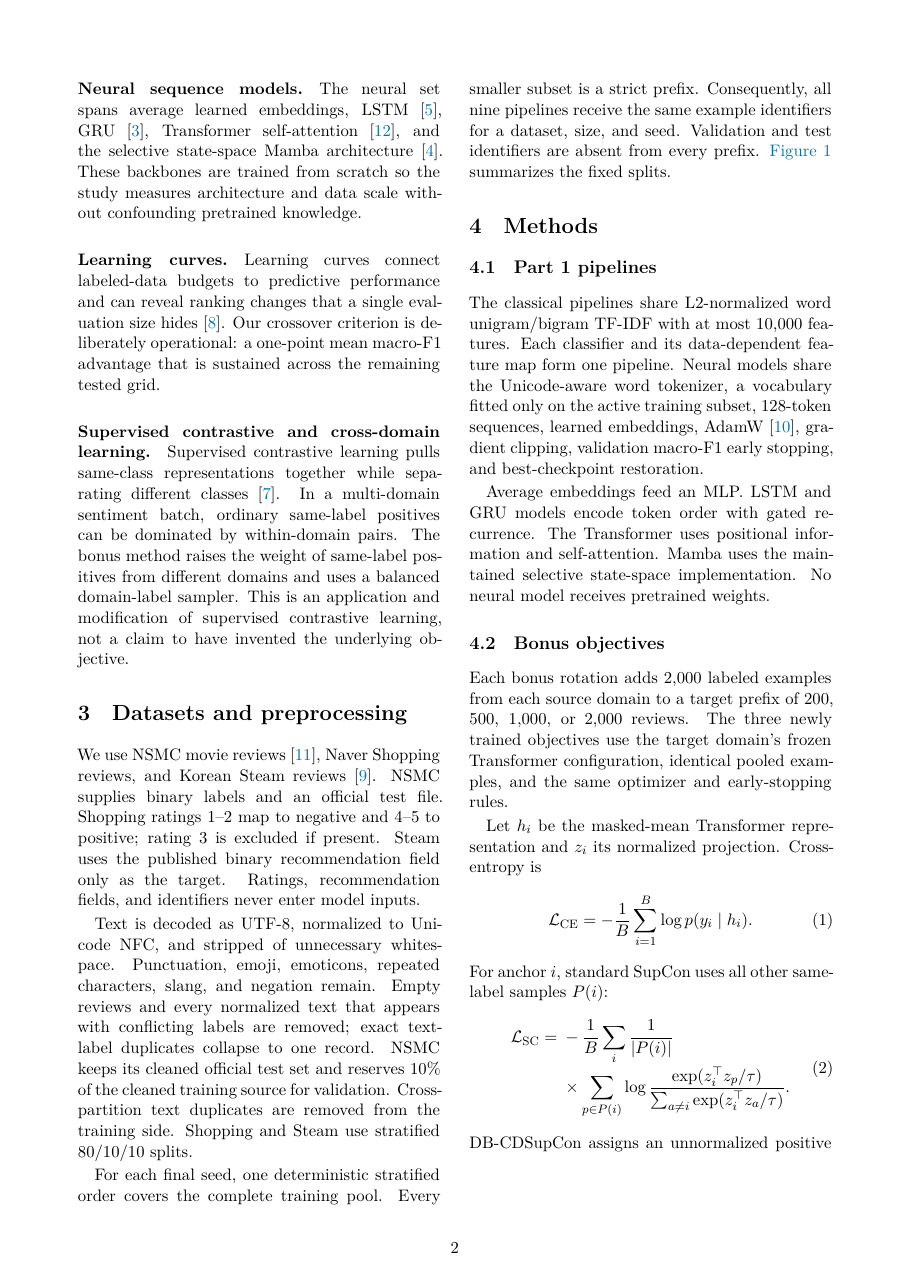 Neural sequence models. The neural set
spans average learned embeddings, LSTM [5],
GRU [3], Transformer self-attention [12], and
the selective state-space Mamba architecture [4].
These backbones are trained from scratch so the
study measures architecture and data scale with-
out confounding pretrained knowledge.
Learning curves. Learning curves connect
labeled-data budgets to predictive performance
and can reveal ranking changes that a single eval-
uation size hides [8]. Our crossover criterion is de-
liberately operational: a one-point mean macro-F1
advantage that is sustained across the remaining
tested grid.
Supervised contrastive and cross-domain
learning. Supervised contrastive learning pulls
same-class representations together while sepa-
rating different classes [7]. In a multi-domain
sentiment batch, ordinary same-label positives
can be dominated by within-domain pairs. The
bonus method raises the weight of same-label pos-
itives from different domains and uses a balanced
domain-label sampler. This is an application and
modification of supervised contrastive learning,
not a claim to have invented the underlying ob-
jective.
3 Datasets and preprocessing
We use NSMC movie reviews [11], Naver Shopping
reviews, and Korean Steam reviews [9]. NSMC
supplies binary labels and an official test file.
Shopping ratings 1–2 map to negative and 4–5 to
positive; rating 3 is excluded if present. Steam
uses the published binary recommendation field
only as the target. Ratings, recommendation
fields, and identifiers never enter model inputs.
Text is decoded as UTF-8, normalized to Uni-
code NFC, and stripped of unnecessary whites-
pace. Punctuation, emoji, emoticons, repeated
characters, slang, and negation remain. Empty
reviews and every normalized text that appears
with conflicting labels are removed; exact text-
label duplicates collapse to one record. NSMC
keeps its cleaned official test set and reserves 10%
of the cleaned training source for validation. Cross-
partition text duplicates are removed from the
training side. Shopping and Steam use stratified
80/10/10 splits.
For each final seed, one deterministic stratified
order covers the complete training pool. Every
smaller subset is a strict prefix. Consequently, all
nine pipelines receive the same example identifiers
for a dataset, size, and seed. Validation and test
identifiers are absent from every prefix. Figure 1
summarizes the fixed splits.
4 Methods
4.1 Part 1 pipelines
The classical pipelines share L2-normalized word
unigram/bigram TF-IDF with at most 10,000 fea-
tures. Each classifier and its data-dependent fea-
ture map form one pipeline. Neural models share
the Unicode-aware word tokenizer, a vocabulary
fitted only on the active training subset, 128-token
sequences, learned embeddings, AdamW [10], gra-
dient clipping, validation macro-F1 early stopping,
and best-checkpoint restoration.
Average embeddings feed an MLP. LSTM and
GRU models encode token order with gated re-
currence. The Transformer uses positional infor-
mation and self-attention. Mamba uses the main-
tained selective state-space implementation. No
neural model receives pretrained weights.
4.2 Bonus objectives
Each bonus rotation adds 2,000 labeled examples
from each source domain to a target prefix of 200,
500, 1,000, or 2,000 reviews. The three newly
trained objectives use the target domain's frozen
Transformer configuration, identical pooled exam-
ples, and the same optimizer and early-stopping
rules.
Let h_i be the masked-mean Transformer repre-
sentation and z_i its normalized projection. Cross-
entropy is
ℒ_CE = −1/B ∑_{i=1}^{B} log p(y_i | h_i). (1)
For anchor i, standard SupCon uses all other same-
label samples P(i):
ℒ_SC = − 1/B ∑_i 1/|P(i)|
× ∑_{p∈P(i)} log exp(z_i^⊤ z_p/τ) / ∑_{a≠i} exp(z_i^⊤ z_a/τ). (2)
DB-CDSupCon assigns an unnormalized positive
2